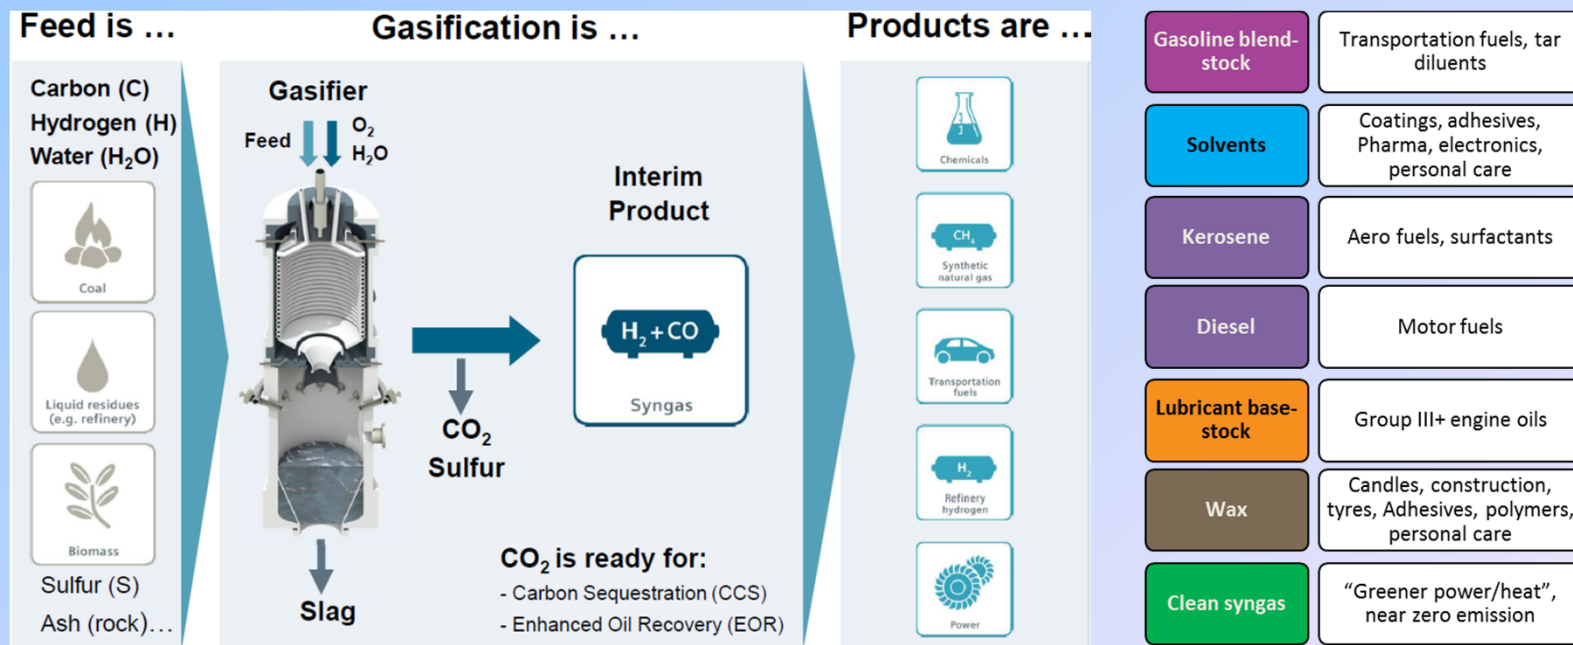 Feed is ...
Carbon (C)
Hydrogen (H)
Water (H₂O)
Coal
Liquid residues
(e.g. refinery)
Biomass
Sulfur (S)
Ash (rock)...
Gasification is ...
Gasifier
Feed
O₂
H₂O
CO₂
Sulfur
Slag
Interim
Product
H₂ + CO
Syngas
CO₂ is ready for:
- Carbon Sequestration (CCS)
- Enhanced Oil Recovery (EOR)
Products are ...
Chemicals
CH₄
Synthetic
natural gas
Transportation
fuels
H₂
Refinery
hydrogen
Power
Gasoline blend-
stock
Transportation fuels, tar
diluents
Solvents
Coatings, adhesives,
Pharma, electronics,
personal care
Kerosene
Aero fuels, surfactants
Diesel
Motor fuels
Lubricant base-
stock
Group III+ engine oils
Wax
Candles, construction,
tyres, Adhesives, polymers,
personal care
Clean syngas
“Greener power/heat”,
near zero emission